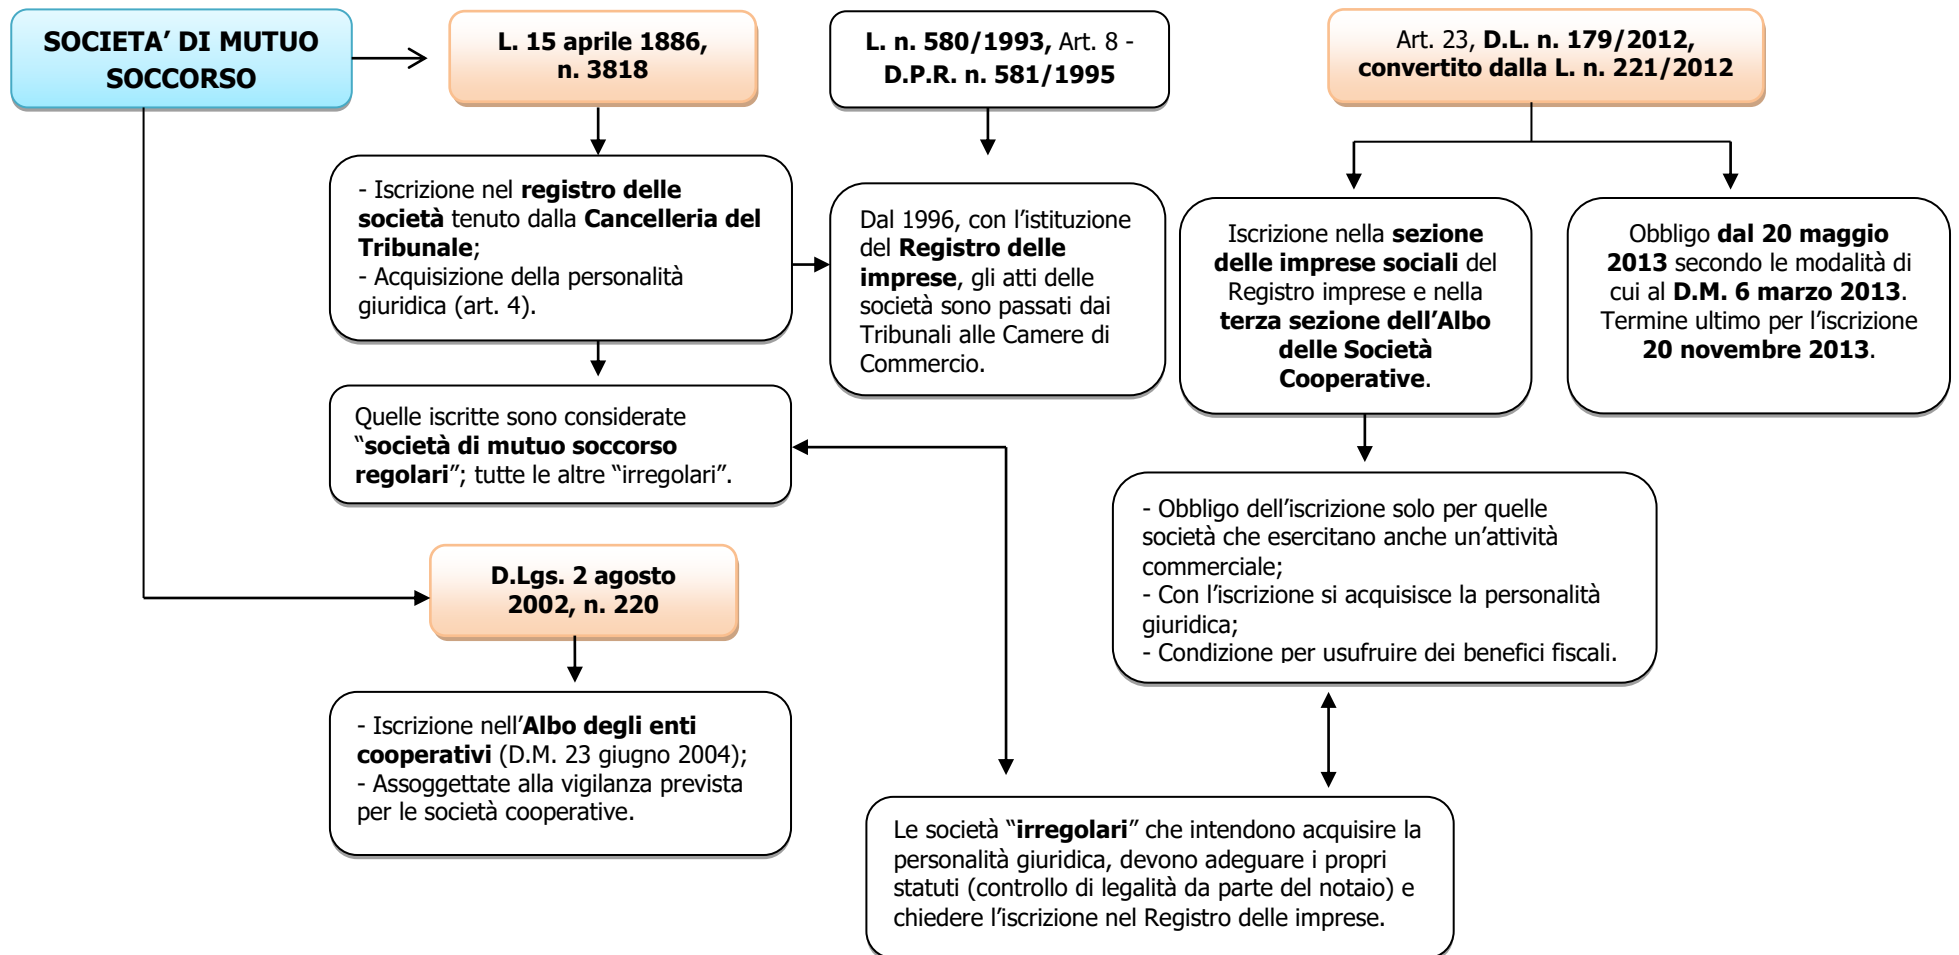 SOCIETA’ DI MUTUO
SOCCORSO
L. 15 aprile 1886,
n. 3818
L. n. 580/1993, Art. 8 -
D.P.R. n. 581/1995
Art. 23, D.L. n. 179/2012,
convertito dalla L. n. 221/2012
- Iscrizione nel registro delle
società tenuto dalla Cancelleria del
Tribunale;
- Acquisizione della personalità
giuridica (art. 4).
Dal 1996, con l’istituzione
del Registro delle
imprese, gli atti delle
società sono passati dai
Tribunali alle Camere di
Commercio.
Iscrizione nella sezione
delle imprese sociali del
Registro imprese e nella
terza sezione dell’Albo
delle Società
Cooperative.
Obbligo dal 20 maggio
2013 secondo le modalità di
cui al D.M. 6 marzo 2013.
Termine ultimo per l’iscrizione
20 novembre 2013.
Quelle iscritte sono considerate
“società di mutuo soccorso
regolari”; tutte le altre “irregolari”.
- Obbligo dell’iscrizione solo per quelle
società che esercitano anche un’attività
commerciale;
- Con l’iscrizione si acquisisce la personalità
giuridica;
- Condizione per usufruire dei benefici fiscali.
D.Lgs. 2 agosto
2002, n. 220
- Iscrizione nell’Albo degli enti
cooperativi (D.M. 23 giugno 2004);
- Assoggettate alla vigilanza prevista
per le società cooperative.
Le società “irregolari” che intendono acquisire la
personalità giuridica, devono adeguare i propri
statuti (controllo di legalità da parte del notaio) e
chiedere l’iscrizione nel Registro delle imprese.